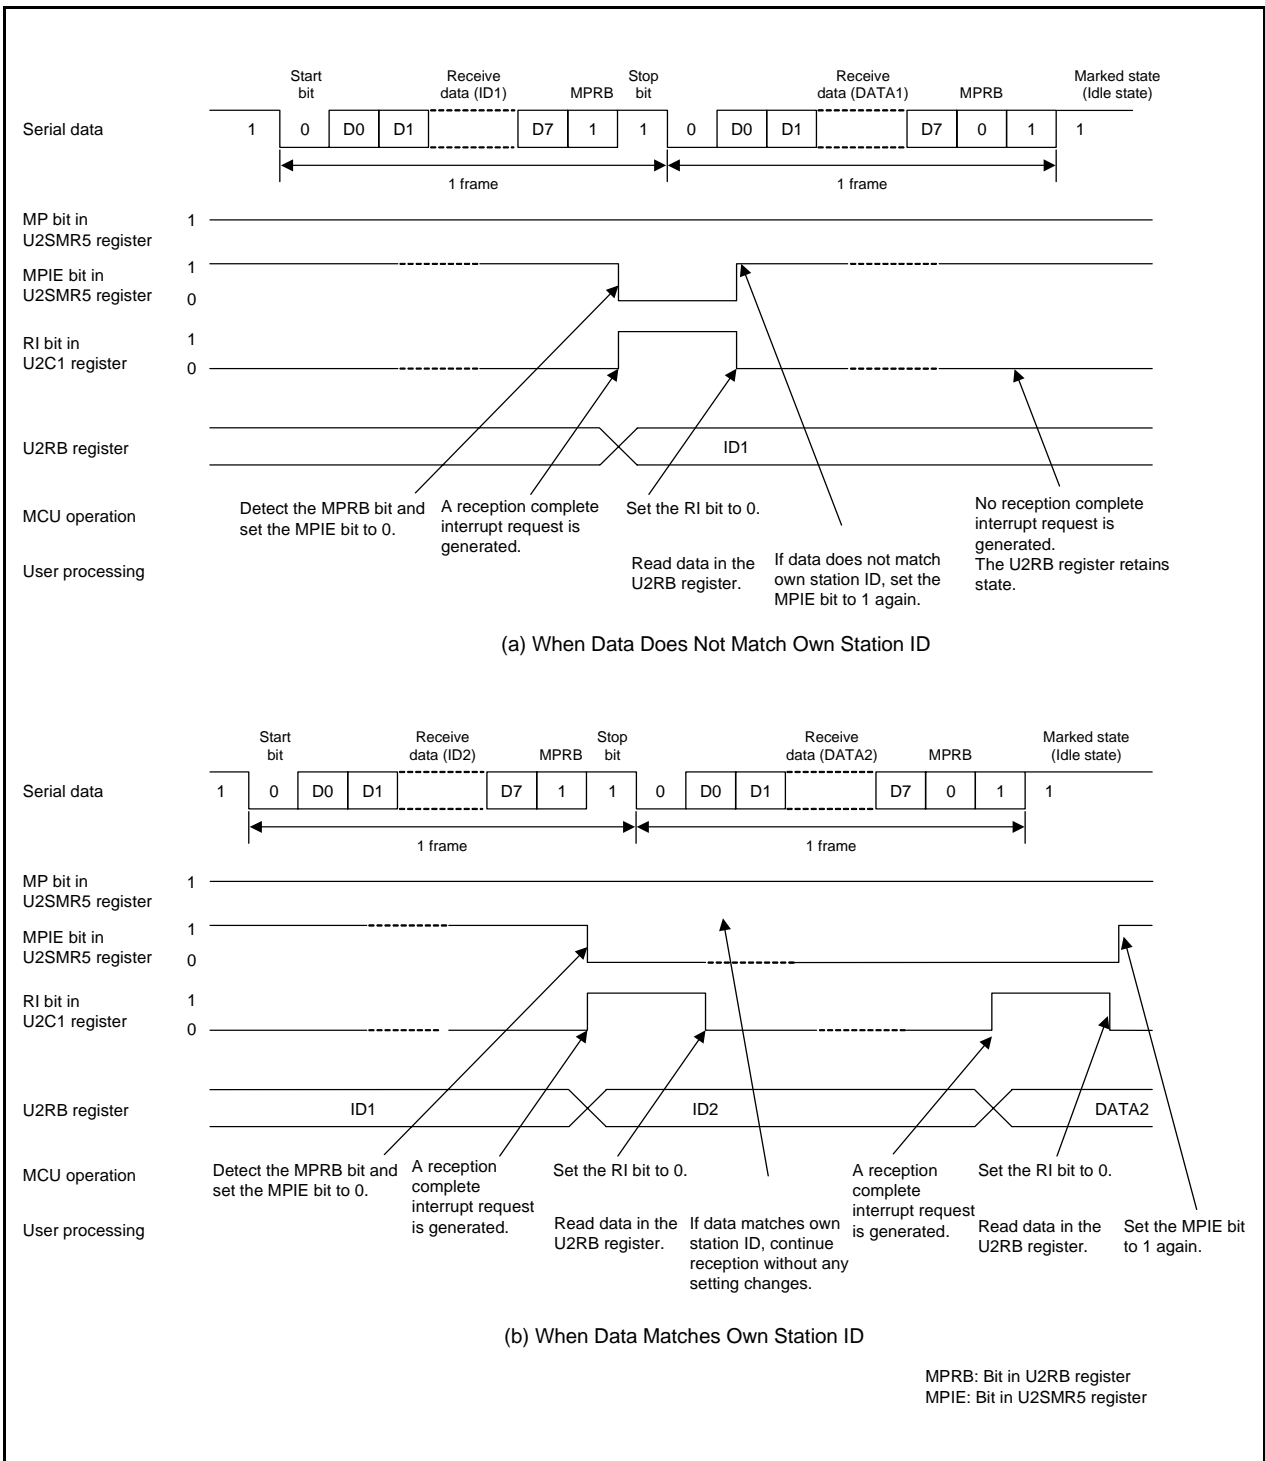 Start bit
Receive data (ID1)
MPRB
Stop bit
Receive data (DATA1)
MPRB
Marked state (Idle state)
Serial data
1 0 D0 D1 D7 1 1 0 D0 D1 D7 0 1 1
1 frame
1 frame
MP bit in
U2SMR5 register
1
MPIE bit in
U2SMR5 register
1
0
RI bit in
U2C1 register
1
0
U2RB register
ID1
MCU operation
Detect the MPRB bit and
set the MPIE bit to 0.
A reception complete
interrupt request is
generated.
Set the RI bit to 0.
No reception complete
interrupt request is
generated.
The U2RB register retains
state.
User processing
Read data in the
U2RB register.
If data does not match
own station ID, set the
MPIE bit to 1 again.
(a) When Data Does Not Match Own Station ID
Start bit
Receive data (ID2)
MPRB
Stop bit
Receive data (DATA2)
MPRB
Marked state (Idle state)
Serial data
1 0 D0 D1 D7 1 1 0 D0 D1 D7 0 1 1
1 frame
1 frame
MP bit in
U2SMR5 register
1
MPIE bit in
U2SMR5 register
1
0
RI bit in
U2C1 register
1
0
U2RB register
ID1
ID2
DATA2
MCU operation
Detect the MPRB bit and
set the MPIE bit to 0.
A reception
complete
interrupt request
is generated.
Set the RI bit to 0.
A reception
complete
interrupt request
is generated.
Set the RI bit to 0.
User processing
Read data in the
U2RB register.
If data matches own
station ID, continue
reception without any
setting changes.
Read data in the
U2RB register.
Set the MPIE bit
to 1 again.
(b) When Data Matches Own Station ID
MPRB: Bit in U2RB register
MPIE: Bit in U2SMR5 register